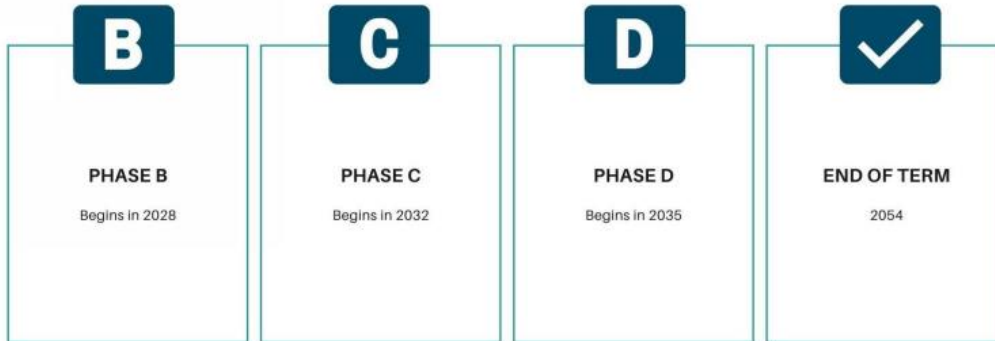 B
PHASE B
Begins in 2028
C
PHASE C
Begins in 2032
D
PHASE D
Begins in 2035
END OF TERM
2054